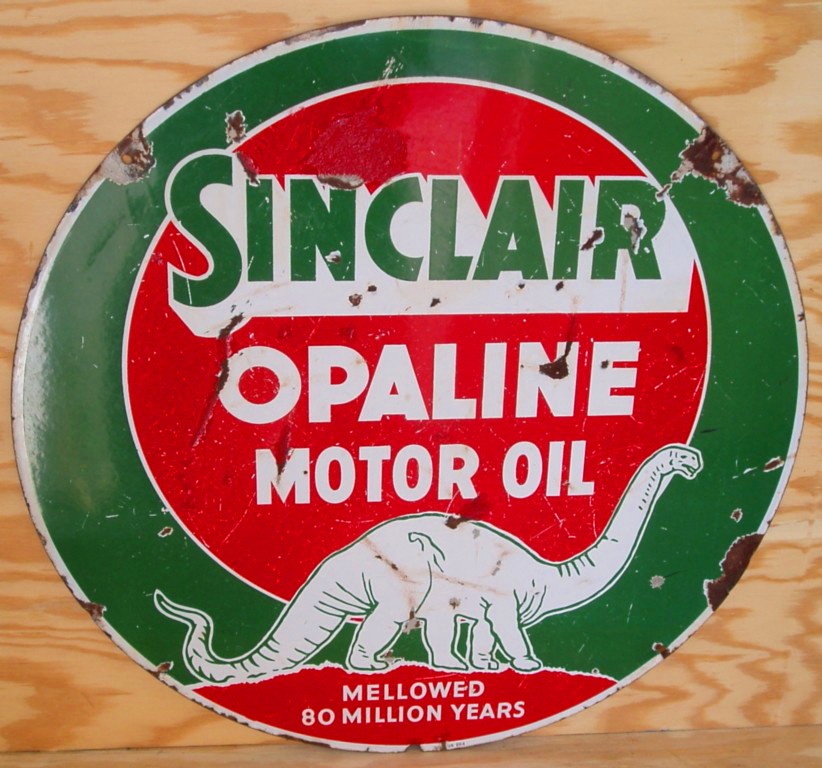 SINCLAIR
OPALINE
MOTOR OIL
MELLOWED
80 MILLION YEARS